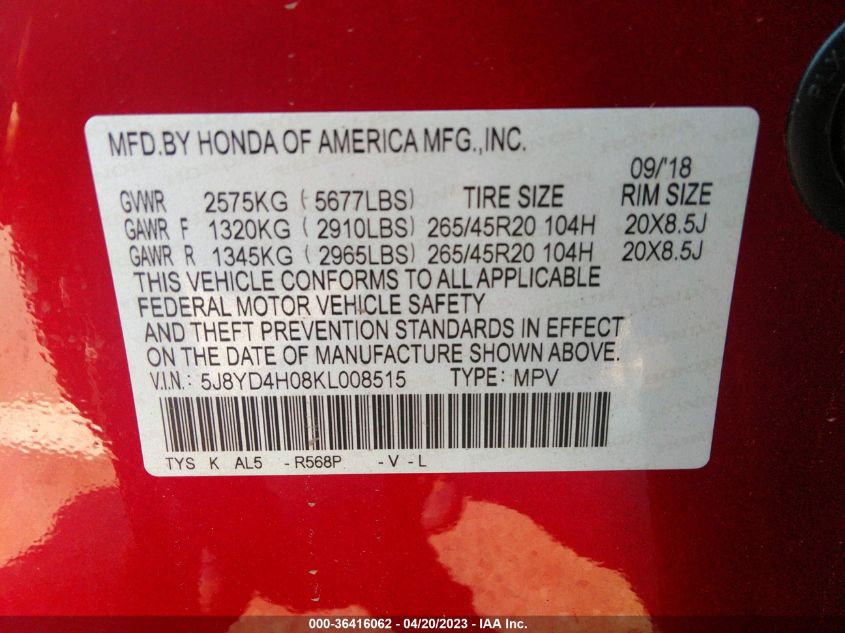 MFD.BY HONDA OF AMERICA MFG.,INC.
09/'18
GVWR 2575KG ( 5677LBS) TIRE SIZE RIM SIZE
GAWR F 1320KG ( 2910LBS) 265/45R20 104H 20X8.5J
GAWR R 1345KG ( 2965LBS) 265/45R20 104H 20X8.5J
THIS VEHICLE CONFORMS TO ALL APPLICABLE
FEDERAL MOTOR VEHICLE SAFETY
AND THEFT PREVENTION STANDARDS IN EFFECT
ON THE DATE OF MANUFACTURE SHOWN ABOVE.
V.I.N.: 5J8YD4H08KL008515 TYPE: MPV
TYS K AL5 -R568P -V -L
000-36416062 - 04/20/2023 - IAA Inc.